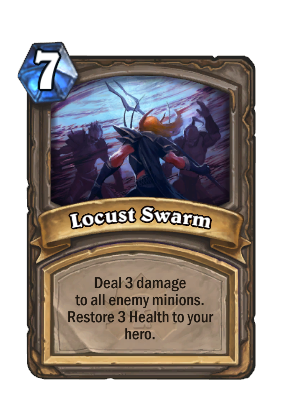 7
Locust Swarm
Deal 3 damage
to all enemy minions.
Restore 3 Health to your
hero.